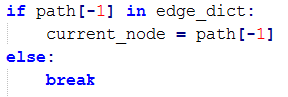 if path[-1] in edge_dict:
    current_node = path[-1]
else:
    break